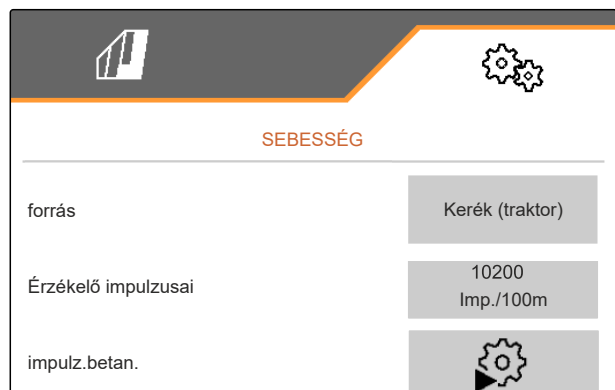 SEBESSÉG
forrás
Kerék (traktor)
Érzékelő impulzusai
10200
Imp./100m
impulz.betan.